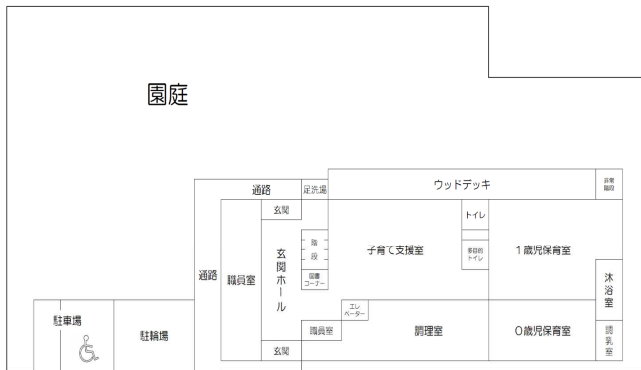 園庭
通路
足洗場
ウッドデッキ
非常
階段
玄関
トイレ
階
段
子育て支援室
多目的
トイレ
1歳児保育室
通路
職員室
玄関ホール
図書
コーナー
沐浴室
エレ
ベーター
駐車場
駐輪場
職員室
調理室
0歳児保育室
調乳室
玄関